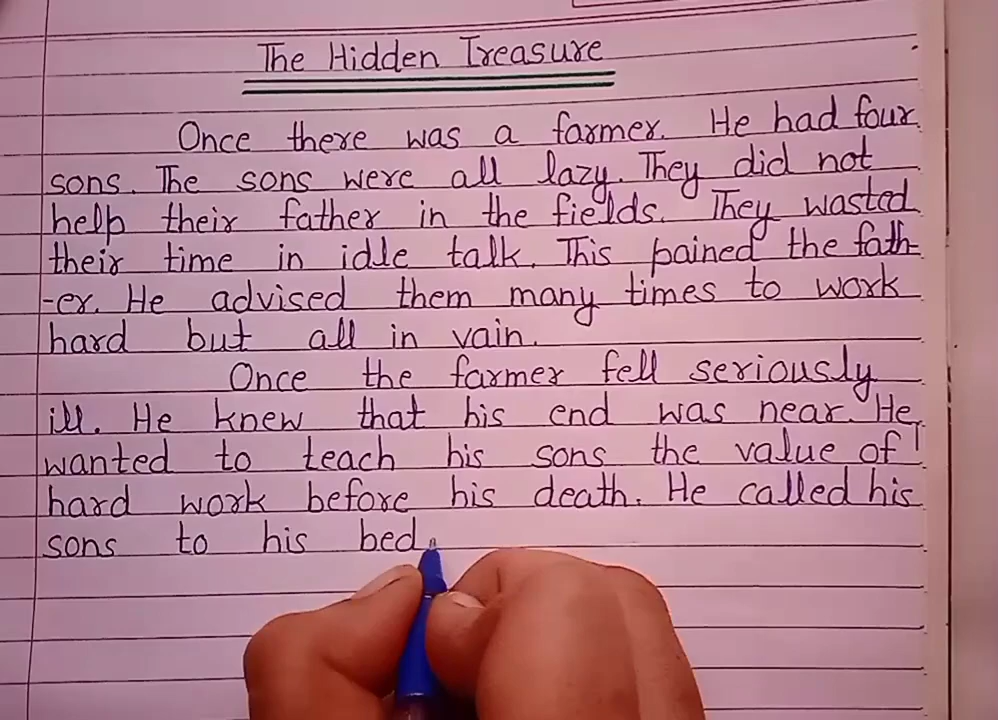 The Hidden Treasure
Once there was a farmer. He had four
sons. The sons were all lazy. They did not
help their father in the fields. They wasted
their time in idle talk. This pained the fath-
-er. He advised them many times to work
hard but all in vain.
Once the farmer fell seriously
ill. He knew that his end was near. He
wanted to teach his sons the value of
hard work before his death. He called his
sons to his bed